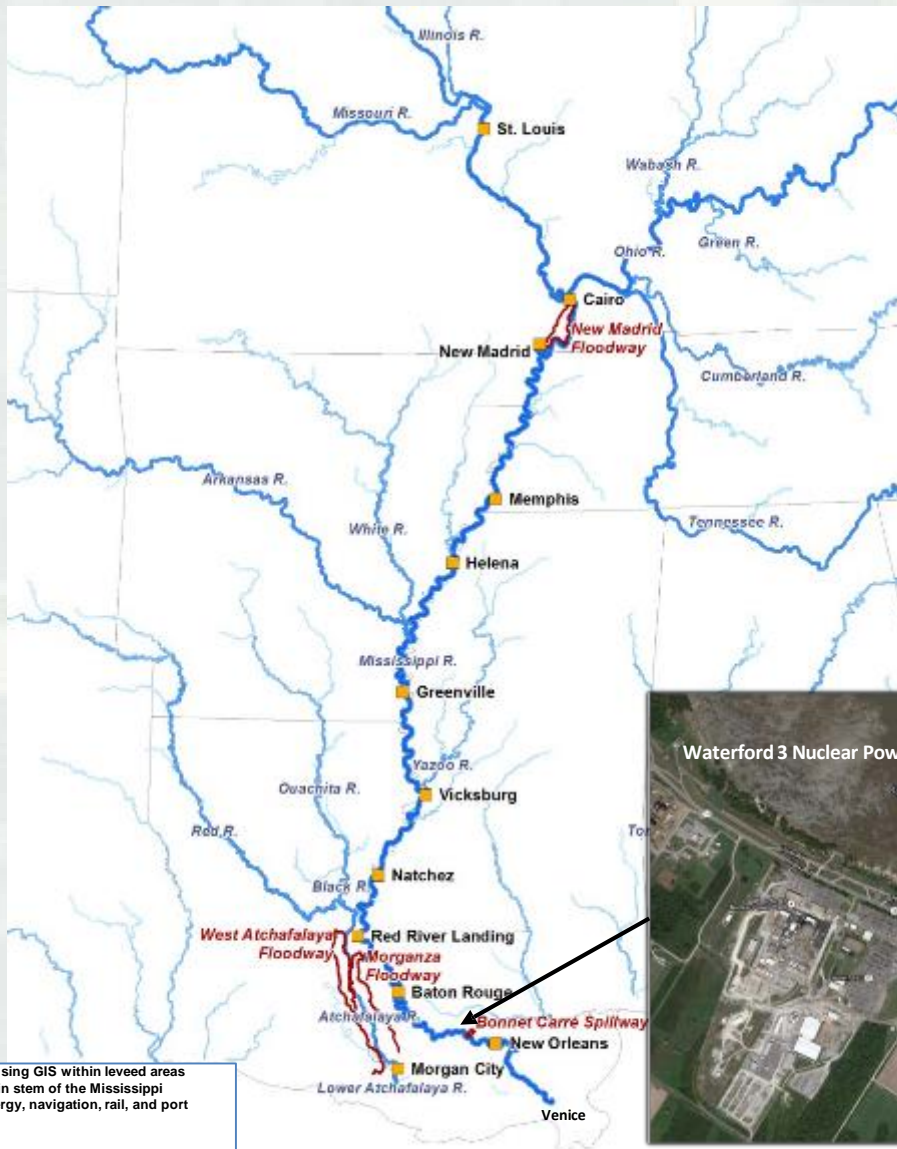 Illinois R.
Missouri R.
St. Louis
Wabash R.
Green R.
Ohio R.
Cairo
New Madrid
Floodway
New Madrid
Cumberland R.
Arkansas R.
Memphis
White R.
Tennessee R.
Helena
Mississippi R.
Greenville
Waterford 3 Nuclear Pow
Yazoo R.
Ouachita R.
Vicksburg
Red R.
Natchez
Black R.
West Atchafalaya
Floodway
Red River Landing
Morganza
Floodway
Baton Rouge
Atchafalaya R.
Bonnet Carré Spillway
New Orleans
sing GIS within leveed areas
in stem of the Mississippi
rgy, navigation, rail, and port
Morgan City
Lower Atchafalaya R.
Venice